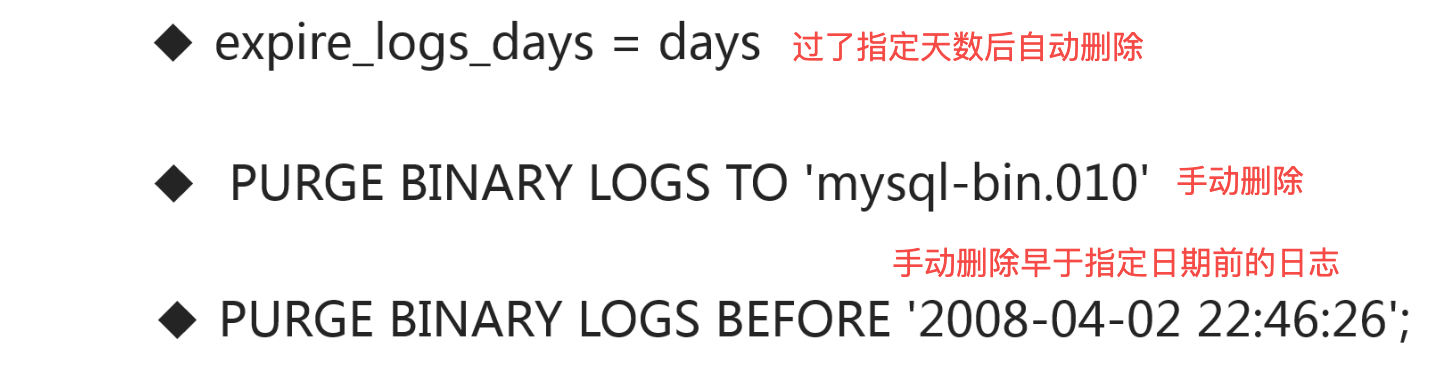 ◆ expire_logs_days = days 过了指定天数后自动删除
◆ PURGE BINARY LOGS TO 'mysql-bin.010' 手动删除
手动删除早于指定日期前的日志
◆ PURGE BINARY LOGS BEFORE '2008-04-02 22:46:26';